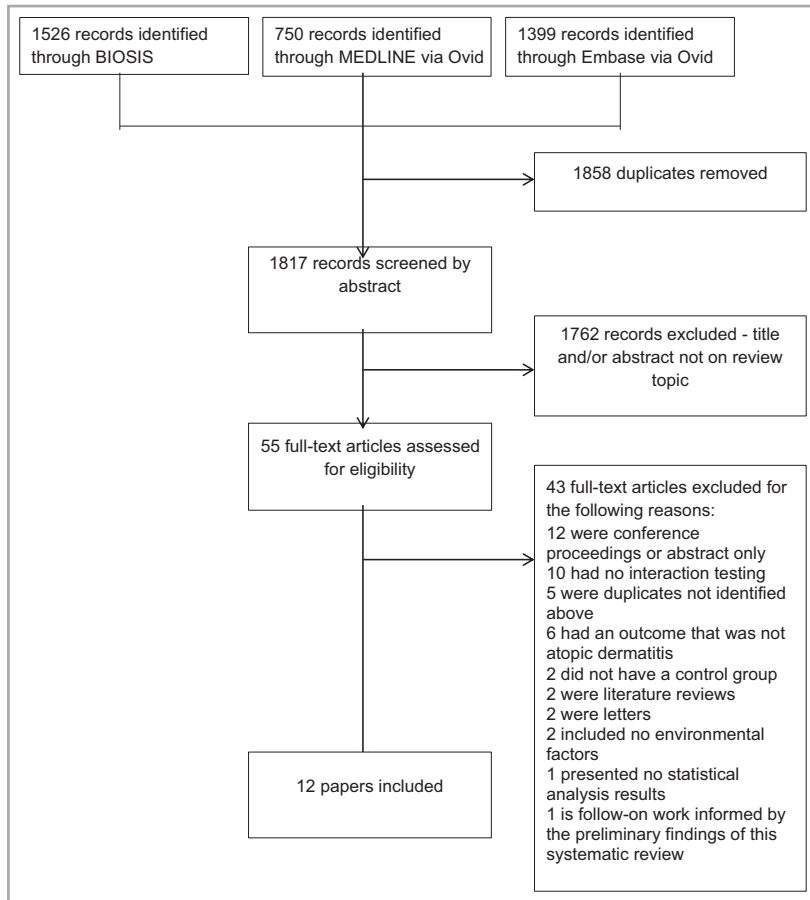 1526 records identified
through BIOSIS
750 records identified
through MEDLINE via Ovid
1399 records identified
through Embase via Ovid
1858 duplicates removed
1817 records screened by
abstract
1762 records excluded - title
and/or abstract not on review
topic
55 full-text articles assessed
for eligibility
43 full-text articles excluded for
the following reasons:
12 were conference
proceedings or abstract only
10 had no interaction testing
5 were duplicates not identified
above
6 had an outcome that was not
atopic dermatitis
2 did not have a control group
2 were literature reviews
2 were letters
2 included no environmental
factors
1 presented no statistical
analysis results
1 is follow-on work informed by
the preliminary findings of this
systematic review
12 papers included